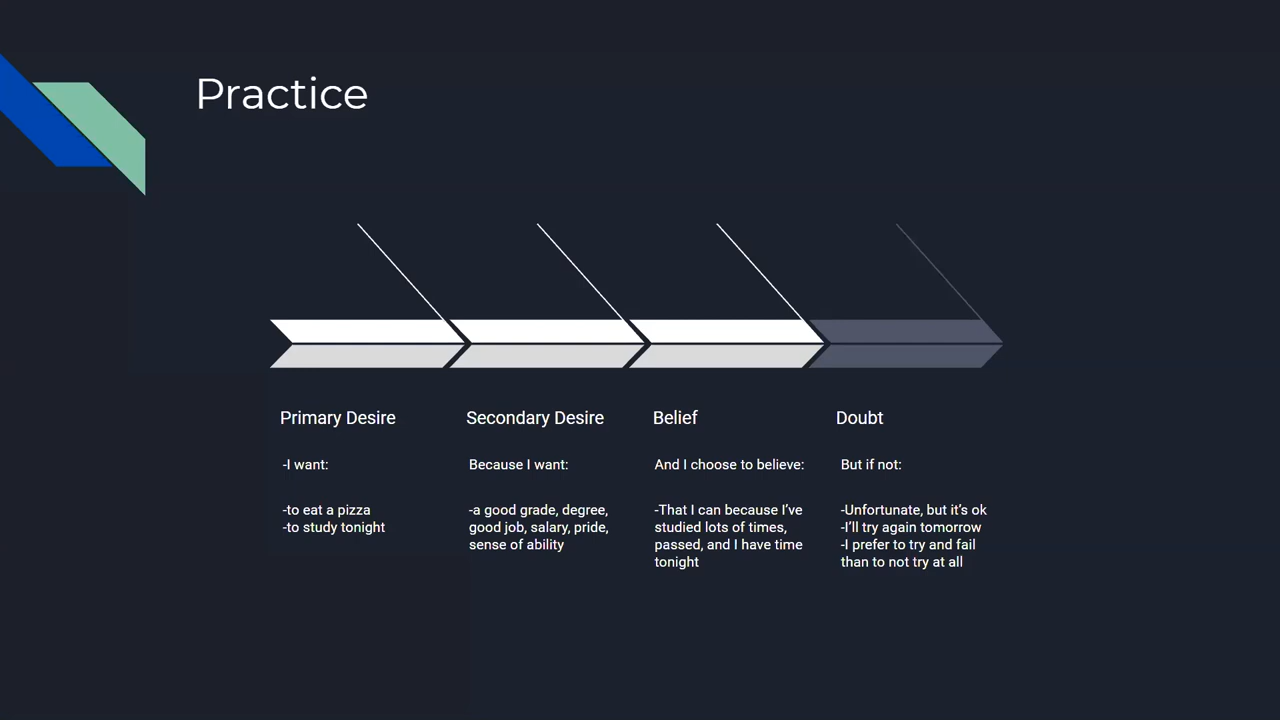 Practice
Primary Desire
-I want:
-to eat a pizza
-to study tonight
Secondary Desire
Because I want:
-a good grade, degree,
good job, salary, pride,
sense of ability
Belief
And I choose to believe:
-That I can because I’ve
studied lots of times,
passed, and I have time
tonight
Doubt
But if not:
-Unfortunate, but it’s ok
-I’ll try again tomorrow
-I prefer to try and fail
than to not try at all